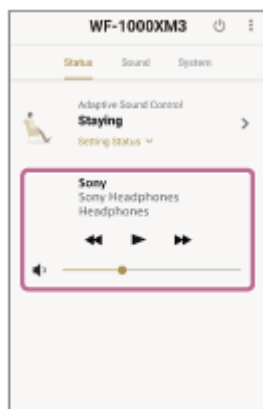 WF-1000XM3
Status Sound System
Adaptive Sound Control
Staying
Setting Status
Sony
Sony Headphones
Headphones